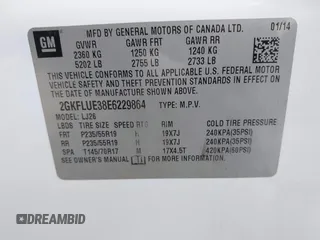 GM
MFD BY GENERAL MOTORS OF CANADA LTD. 01/14
GVWR GAWR FRT GAWR RR
2360 KG 1250 KG 1240 KG
5202 LB 2755 LB 2733 LB
THIS VEHICLE CONFORMS TO ALL APPLICABLE U.S.
FEDERAL MOTOR VEHICLE SAFETY AND THEFT
PREVENTION STANDARDS IN EFFECT ON THE DATE OF
MANUFACTURE SHOWN ABOVE.
2GKFLUE38E6229864 TYPE: M.P.V.
MODEL: LJ26
LBDS TIRE SIZE SPEED RTG RIM COLD TIRE PRESSURE
FRT P235/55R19 H 19X7J 240KPA(35PSI)
RR P235/55R19 H 19X7J 240KPA(35PSI)
SPA T145/70R17 M 17X4.5T 420KPA(60PSI)
DREAMBID
DREAMBID.COM